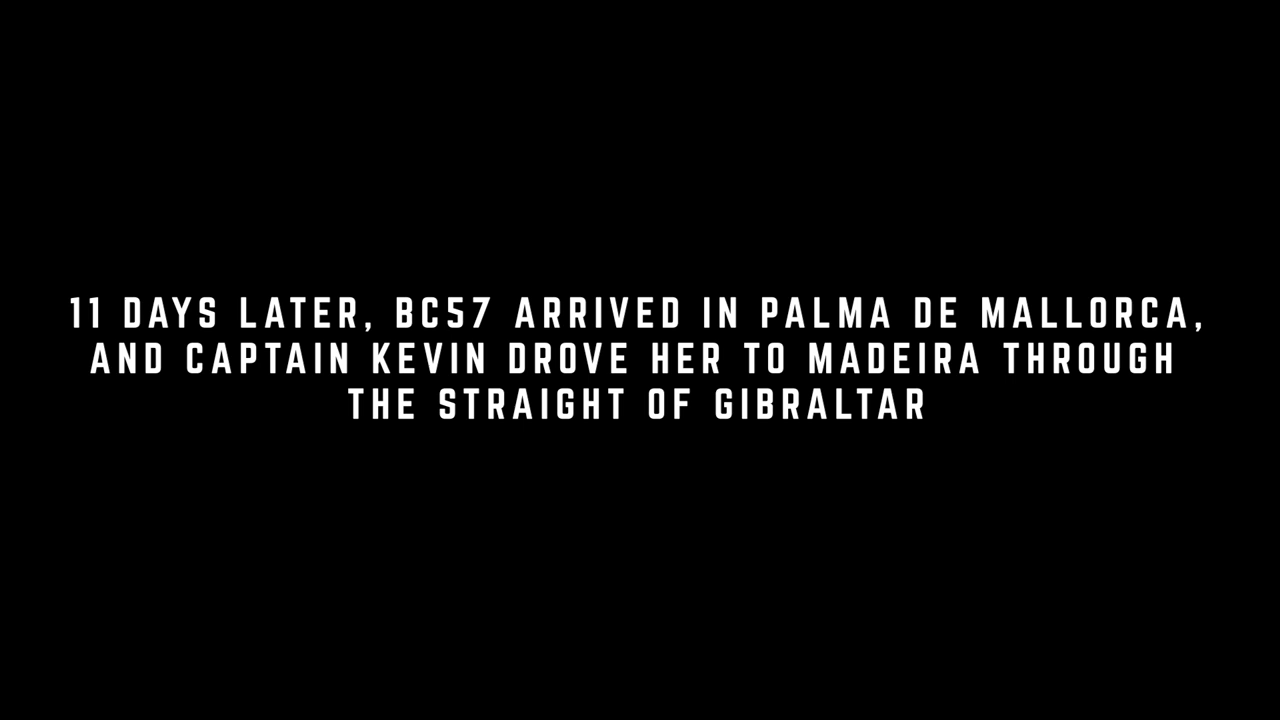 11 DAYS LATER, BC57 ARRIVED IN PALMA DE MALLORCA,
AND CAPTAIN KEVIN DROVE HER TO MADEIRA THROUGH
THE STRAIGHT OF GIBRALTAR